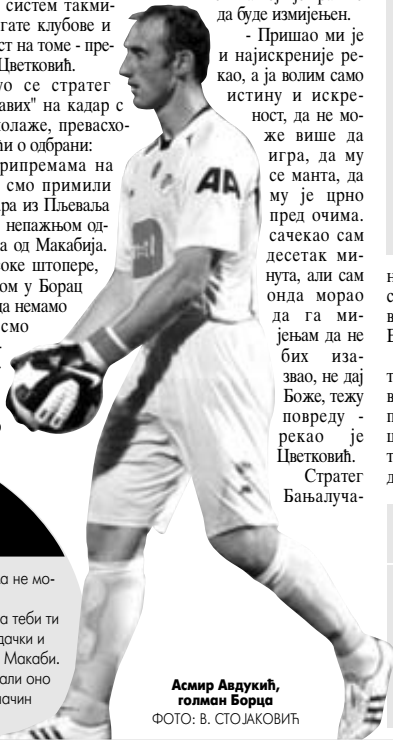 систем такми-
гате клубове и
ст на томе - пре-
Цветковић.
уо се стратег
авих" на кадар с
олаже, превасхо-
ћи о одбрани:
рипремама на
смо примили
ра из Пљеваља
непажњом од-
а од Макабија.
соке штопере,
ом у Борац
да немамо
смо
да буде измијењен.
- Пришао ми је
и најискреније ре-
као, а ја волим само
истину и искре-
ност, да не мо-
же више да
игра, да му
се манта, да
му је црно
пред очима.
сачекао сам
десетак ми-
нута, али сам
онда морао
да га ми-
јењам да не
бих иза-
звао, не дај
Боже, тежу
повреду -
рекао је
Цветковић.
Стратег
Бањалуча-
АА
а не мо-
а теби ти
дачки и
Макаби.
али оно
начин
Асмир Авдукић,
голман Борца
ФОТО: В. СТОЈАКОВИЋ